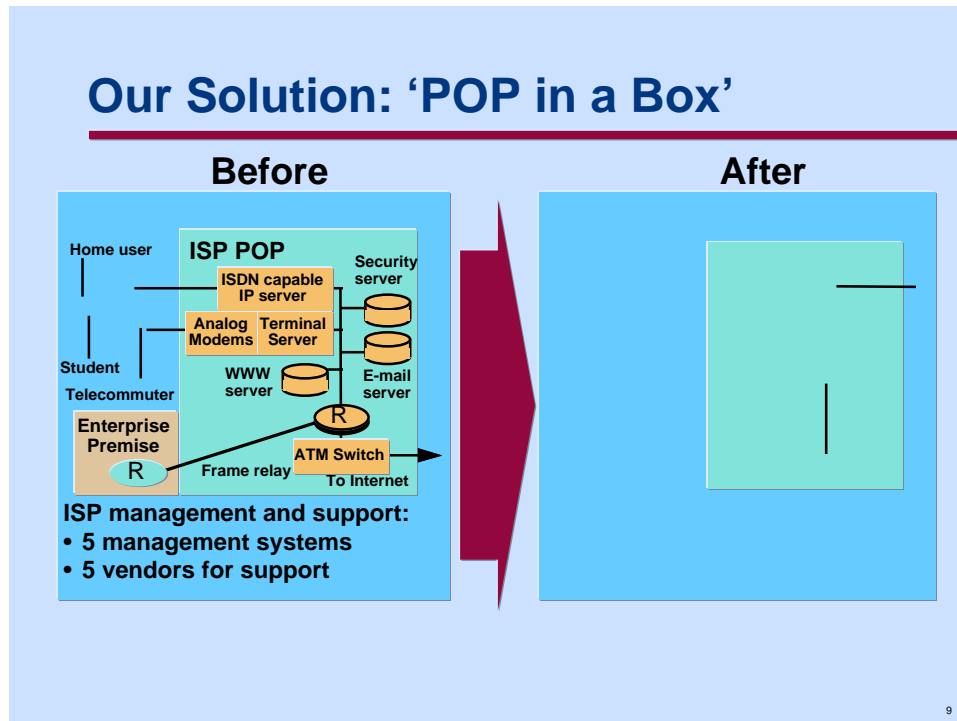 Our Solution: ‘POP in a Box’
Before
After
Home user
ISP POP
Security
server
ISDN capable
IP server
Analog
Modems
Terminal
Server
Student
Telecommuter
WWW
server
E-mail
server
R
Enterprise
Premise
R
ATM Switch
Frame relay
To Internet
ISP management and support:
• 5 management systems
• 5 vendors for support
9